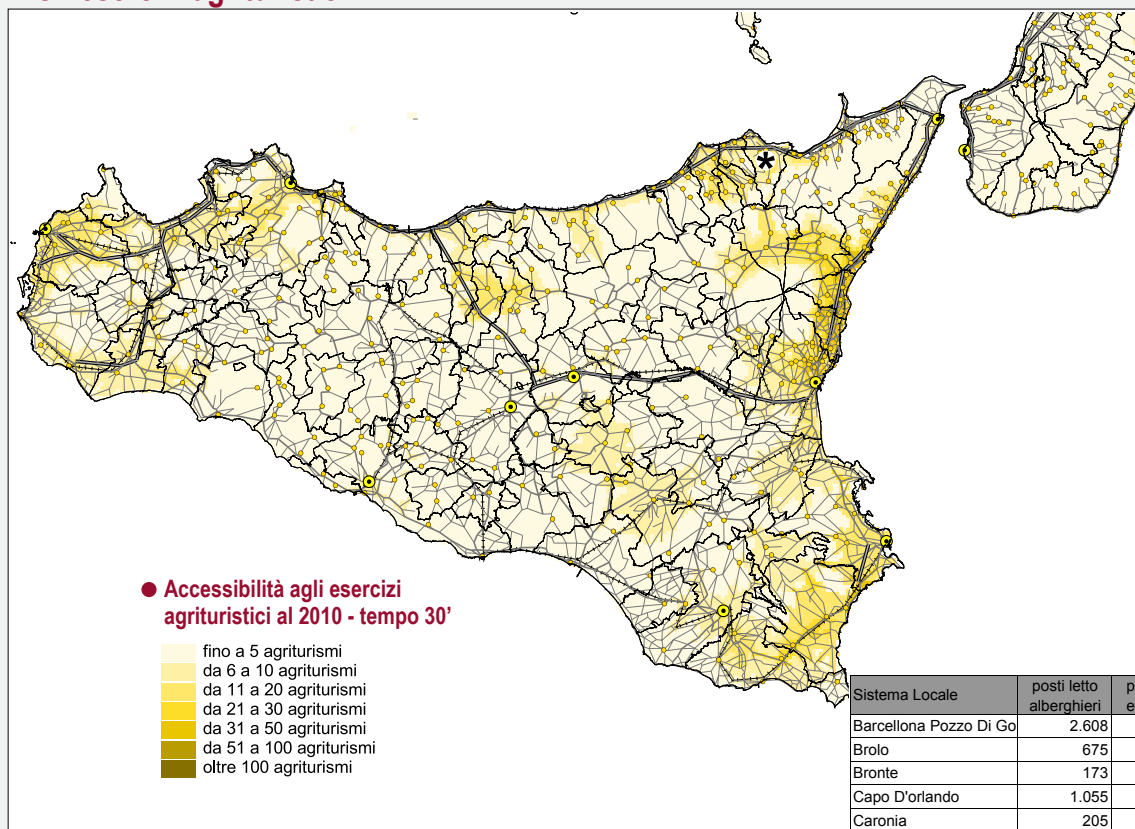 ● Accessibilità agli esercizi
agrituristici al 2010 - tempo 30'
fino a 5 agriturismi
da 6 a 10 agriturismi
da 11 a 20 agriturismi
da 21 a 30 agriturismi
da 31 a 50 agriturismi
da 51 a 100 agriturismi
oltre 100 agriturismi
Sistema Locale posti letto
alberghieri
Barcellona Pozzo Di Go 2.608
Brolo 675
Bronte 173
Capo D'orlando 1.055
Caronia 205